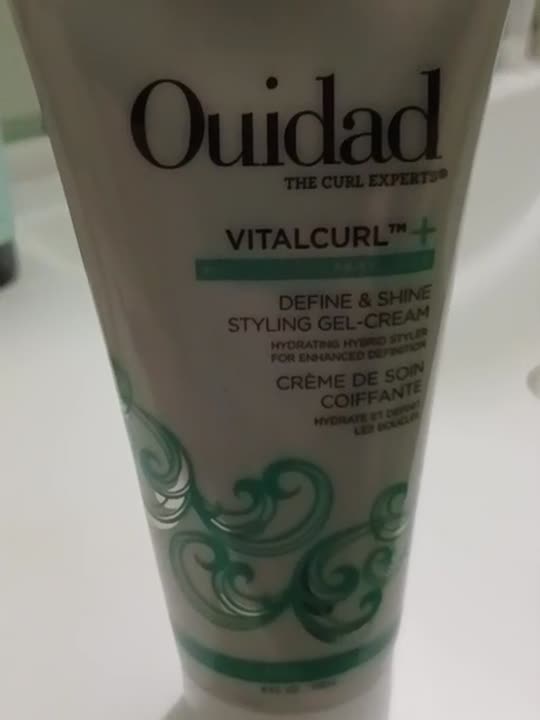 Ouidad
THE CURL EXPERTS®
VITALCURL™+
DEFINE & SHINE
STYLING GEL-CREAM
HYDRATING HYBRID STYLER
FOR ENHANCED DEFINITION
CRÈME DE SOIN
COIFFANTE
HYDRATE ET DÉFINIT
LES BOUCLES